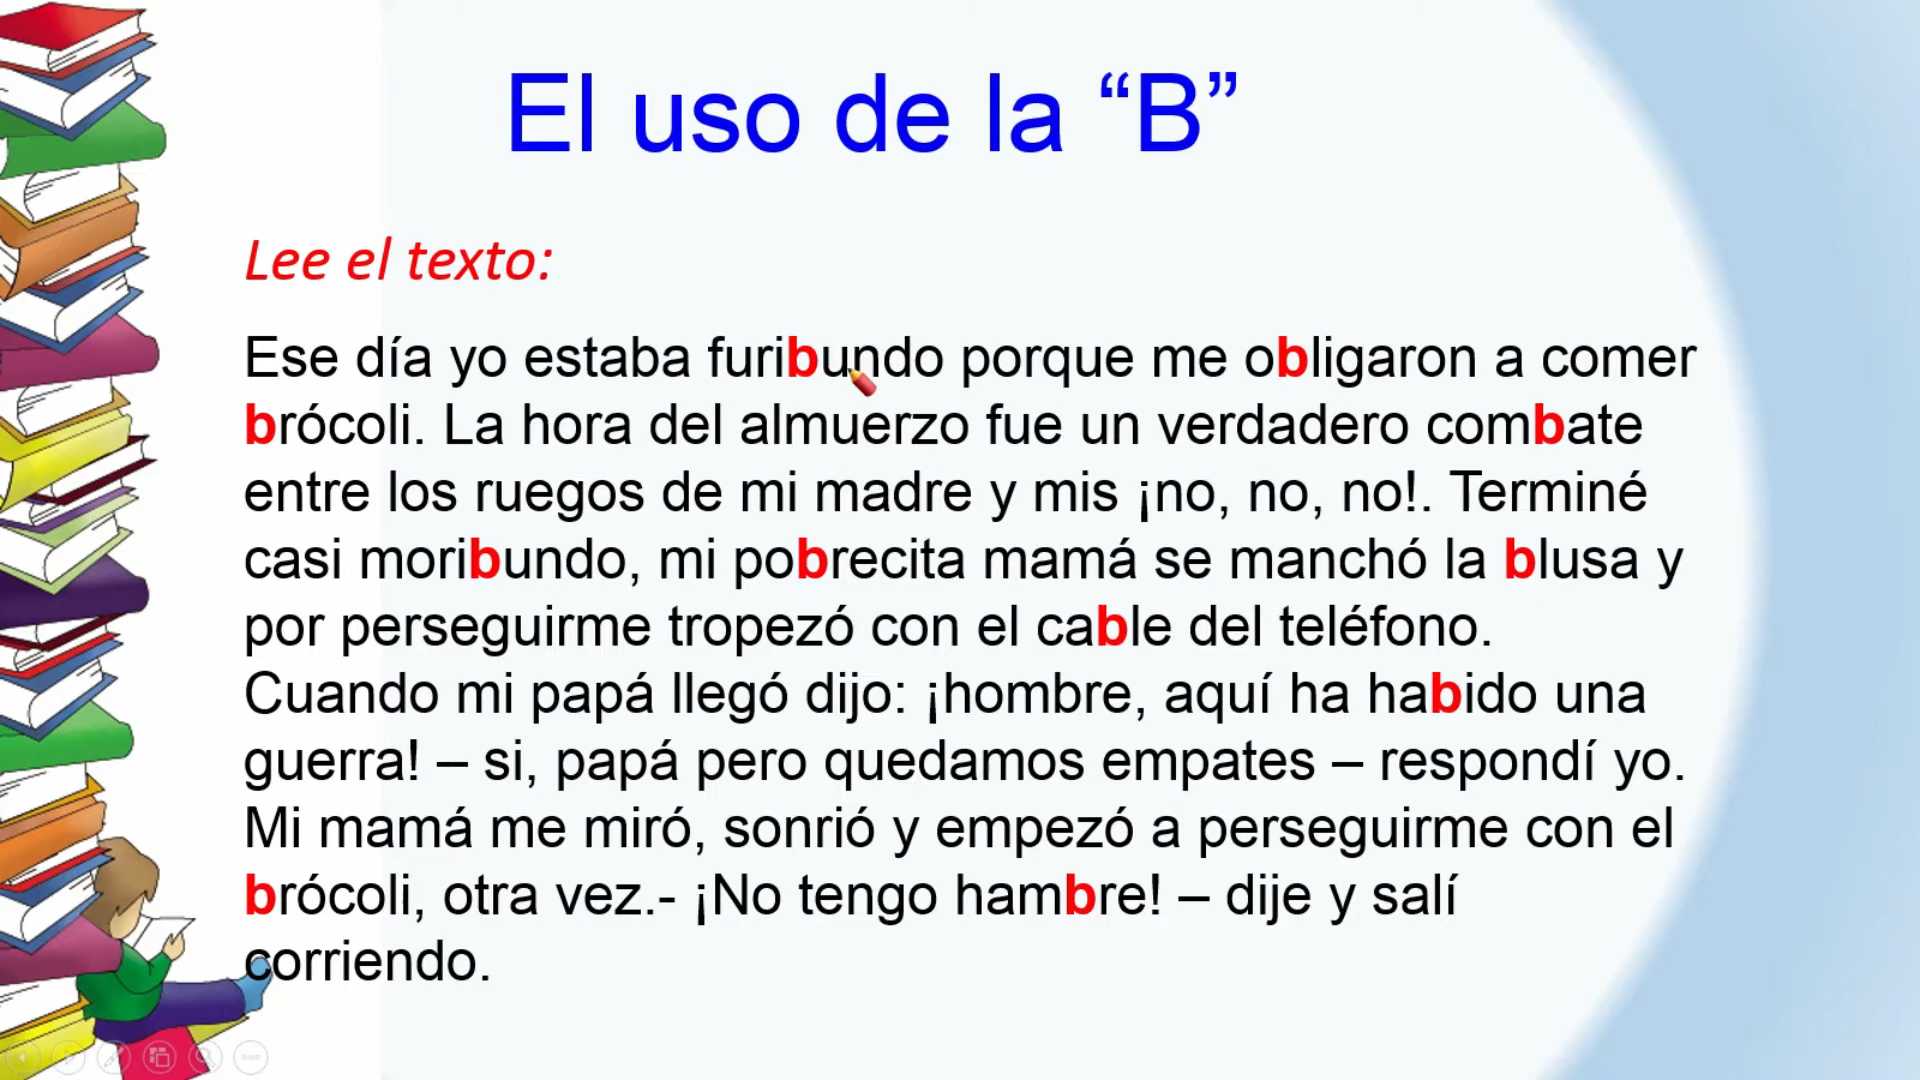 El uso de la “B”
Lee el texto:
Ese día yo estaba furibundo porque me obligaron a comer
brócoli. La hora del almuerzo fue un verdadero combate
entre los ruegos de mi madre y mis ¡no, no, no!. Terminé
casi moribundo, mi pobrecita mamá se manchó la blusa y
por perseguirme tropezó con el cable del teléfono.
Cuando mi papá llegó dijo: ¡hombre, aquí ha habido una
guerra! – si, papá pero quedamos empates – respondí yo.
Mi mamá me miró, sonrió y empezó a perseguirme con el
brócoli, otra vez.- ¡No tengo hambre! – dije y salí
corriendo.